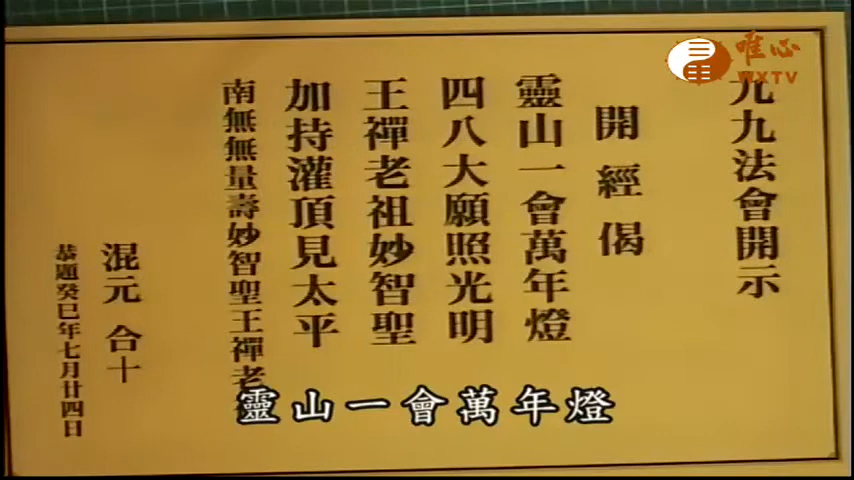 九九法會開示
開經偈
靈山一會萬年燈
四八大願照光明
王禪老祖妙智聖
加持灌頂見太平
南無無量壽妙智聖王禪老
混元 合十
恭題癸巳年七月廿四日
唯心
WXTV
靈山一會萬年燈